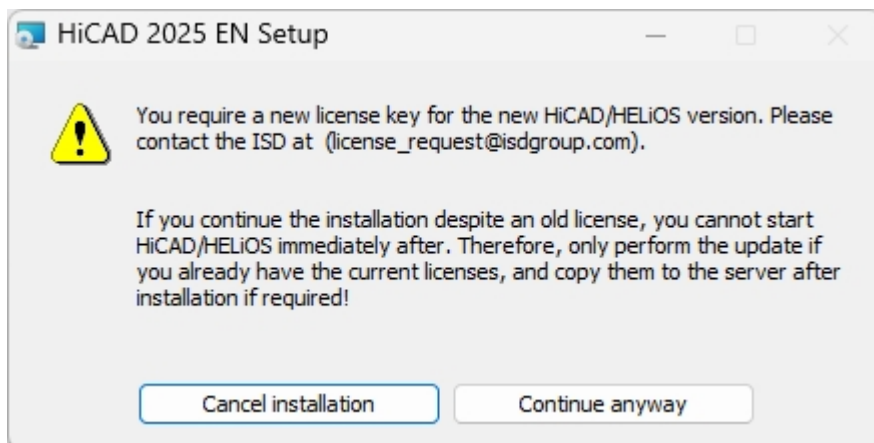 HiCAD 2025 EN Setup
You require a new license key for the new HiCAD/HELiOS version. Please
contact the ISD at  (license_request@isdgroup.com).
If you continue the installation despite an old license, you cannot start
HiCAD/HELiOS immediately after. Therefore, only perform the update if
you already have the current licenses, and copy them to the server after
installation if required!
Cancel installation
Continue anyway